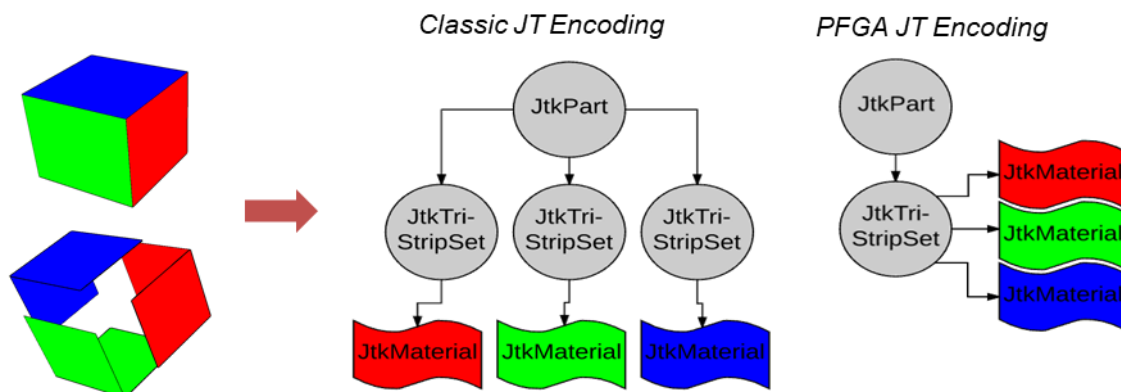 Classic JT Encoding
JtkPart
JtkTri-
StripSet
JtkTri-
StripSet
JtkTri-
StripSet
JtkMaterial
JtkMaterial
JtkMaterial
PFGA JT Encoding
JtkPart
JtkTri-
StripSet
JtkMaterial
JtkMaterial
JtkMaterial